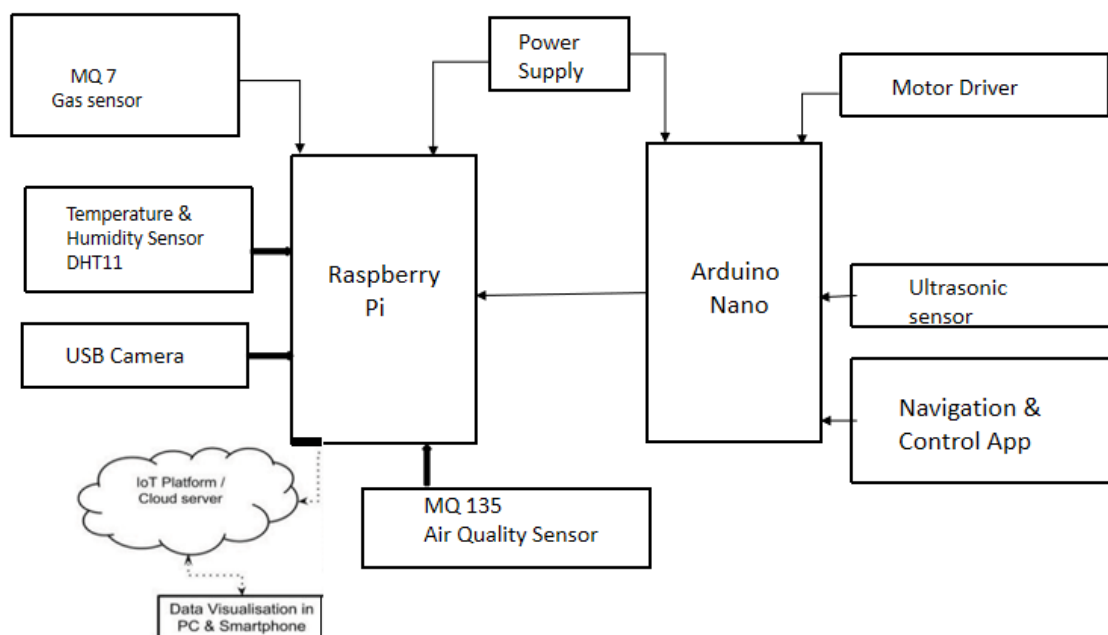 MQ 7
Gas sensor
Power
Supply
Motor Driver
Temperature &
Humidity Sensor
DHT11
Raspberry
Pi
Arduino
Nano
Ultrasonic
sensor
USB Camera
Navigation &
Control App
IoT Platform /
Cloud server
MQ 135
Air Quality Sensor
Data Visualisation in
PC & Smartphone